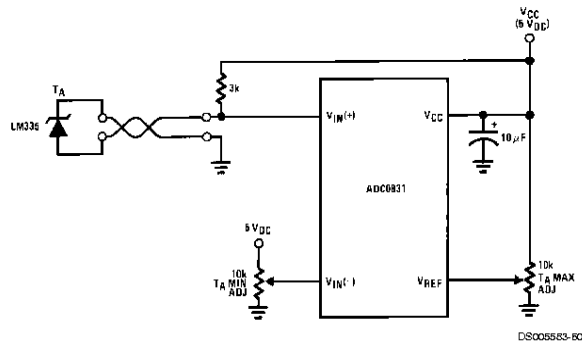 VCC
(5 VDC)
TA
LM335
3k
VIN(+)
VCC
+
10 µF
ADC0831
5 VDC
10k
TA MIN
ADJ
VIN(-)
VREF
10k
TA MAX
ADJ
DS005583-60